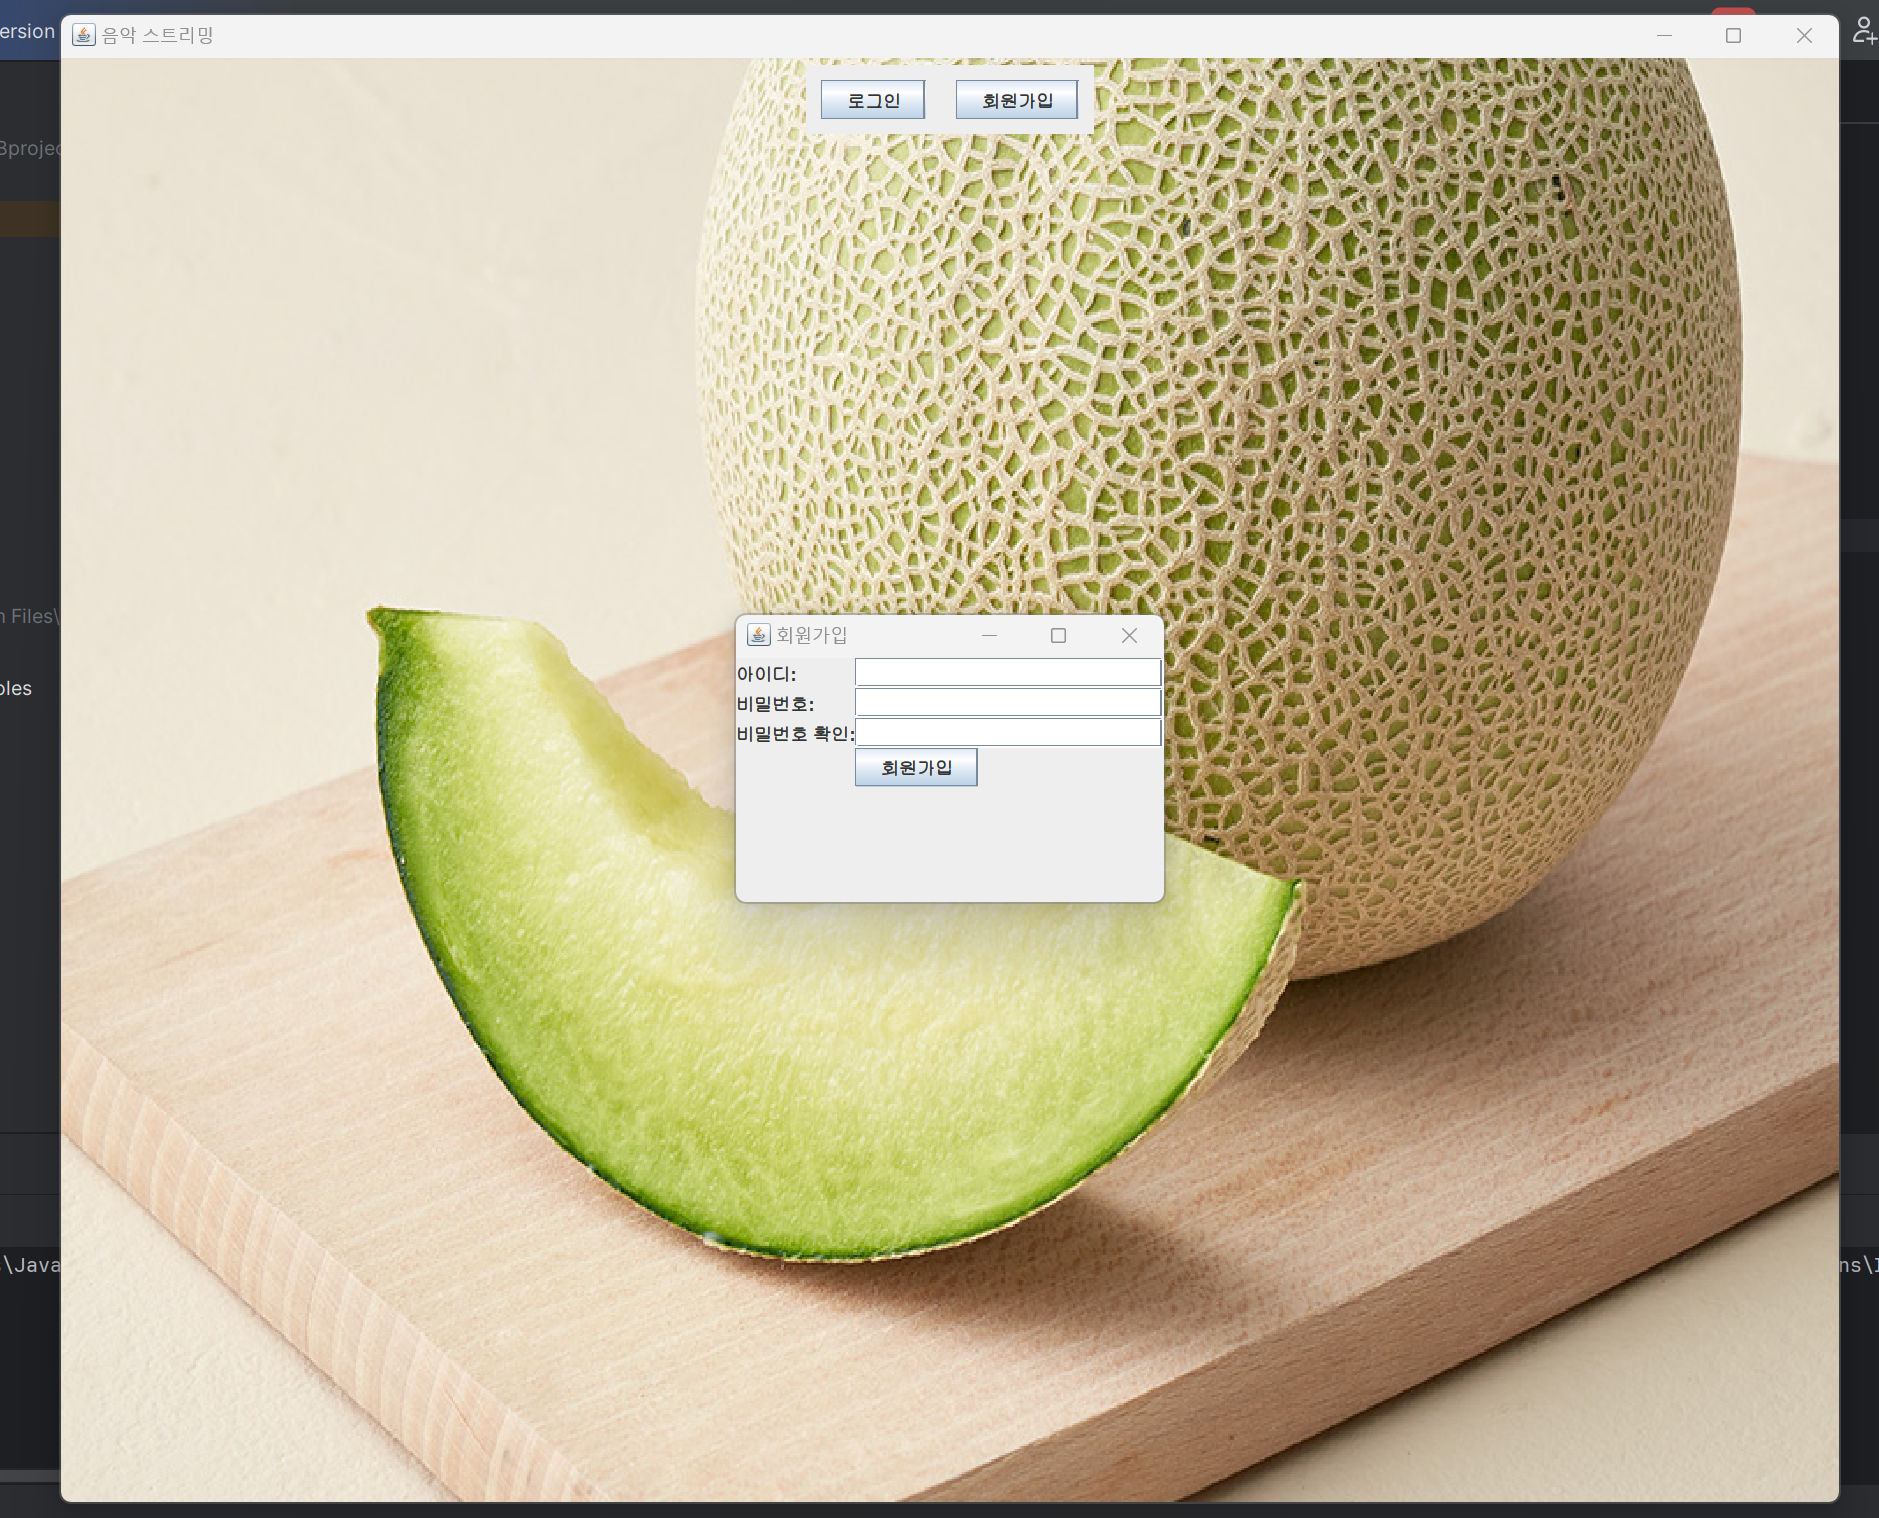 ersion
음악 스트리밍
로그인
회원가입
Bprojec
n Files\
회원가입
아이디:
비밀번호:
비밀번호 확인:
회원가입
bles
\Java
ns\I